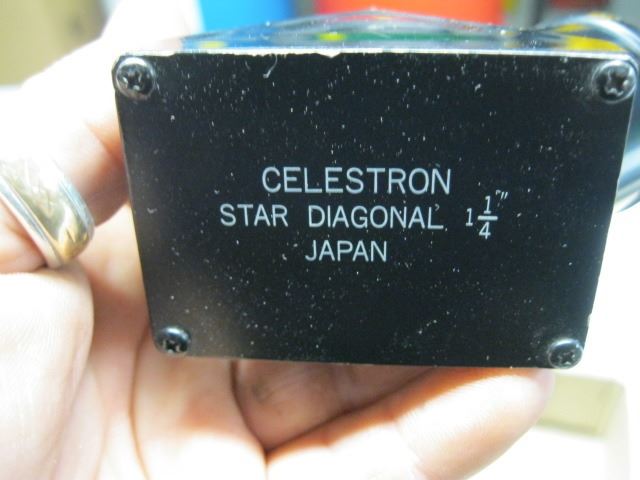 CELESTRON
STAR DIAGONAL 1 1/4"
JAPAN